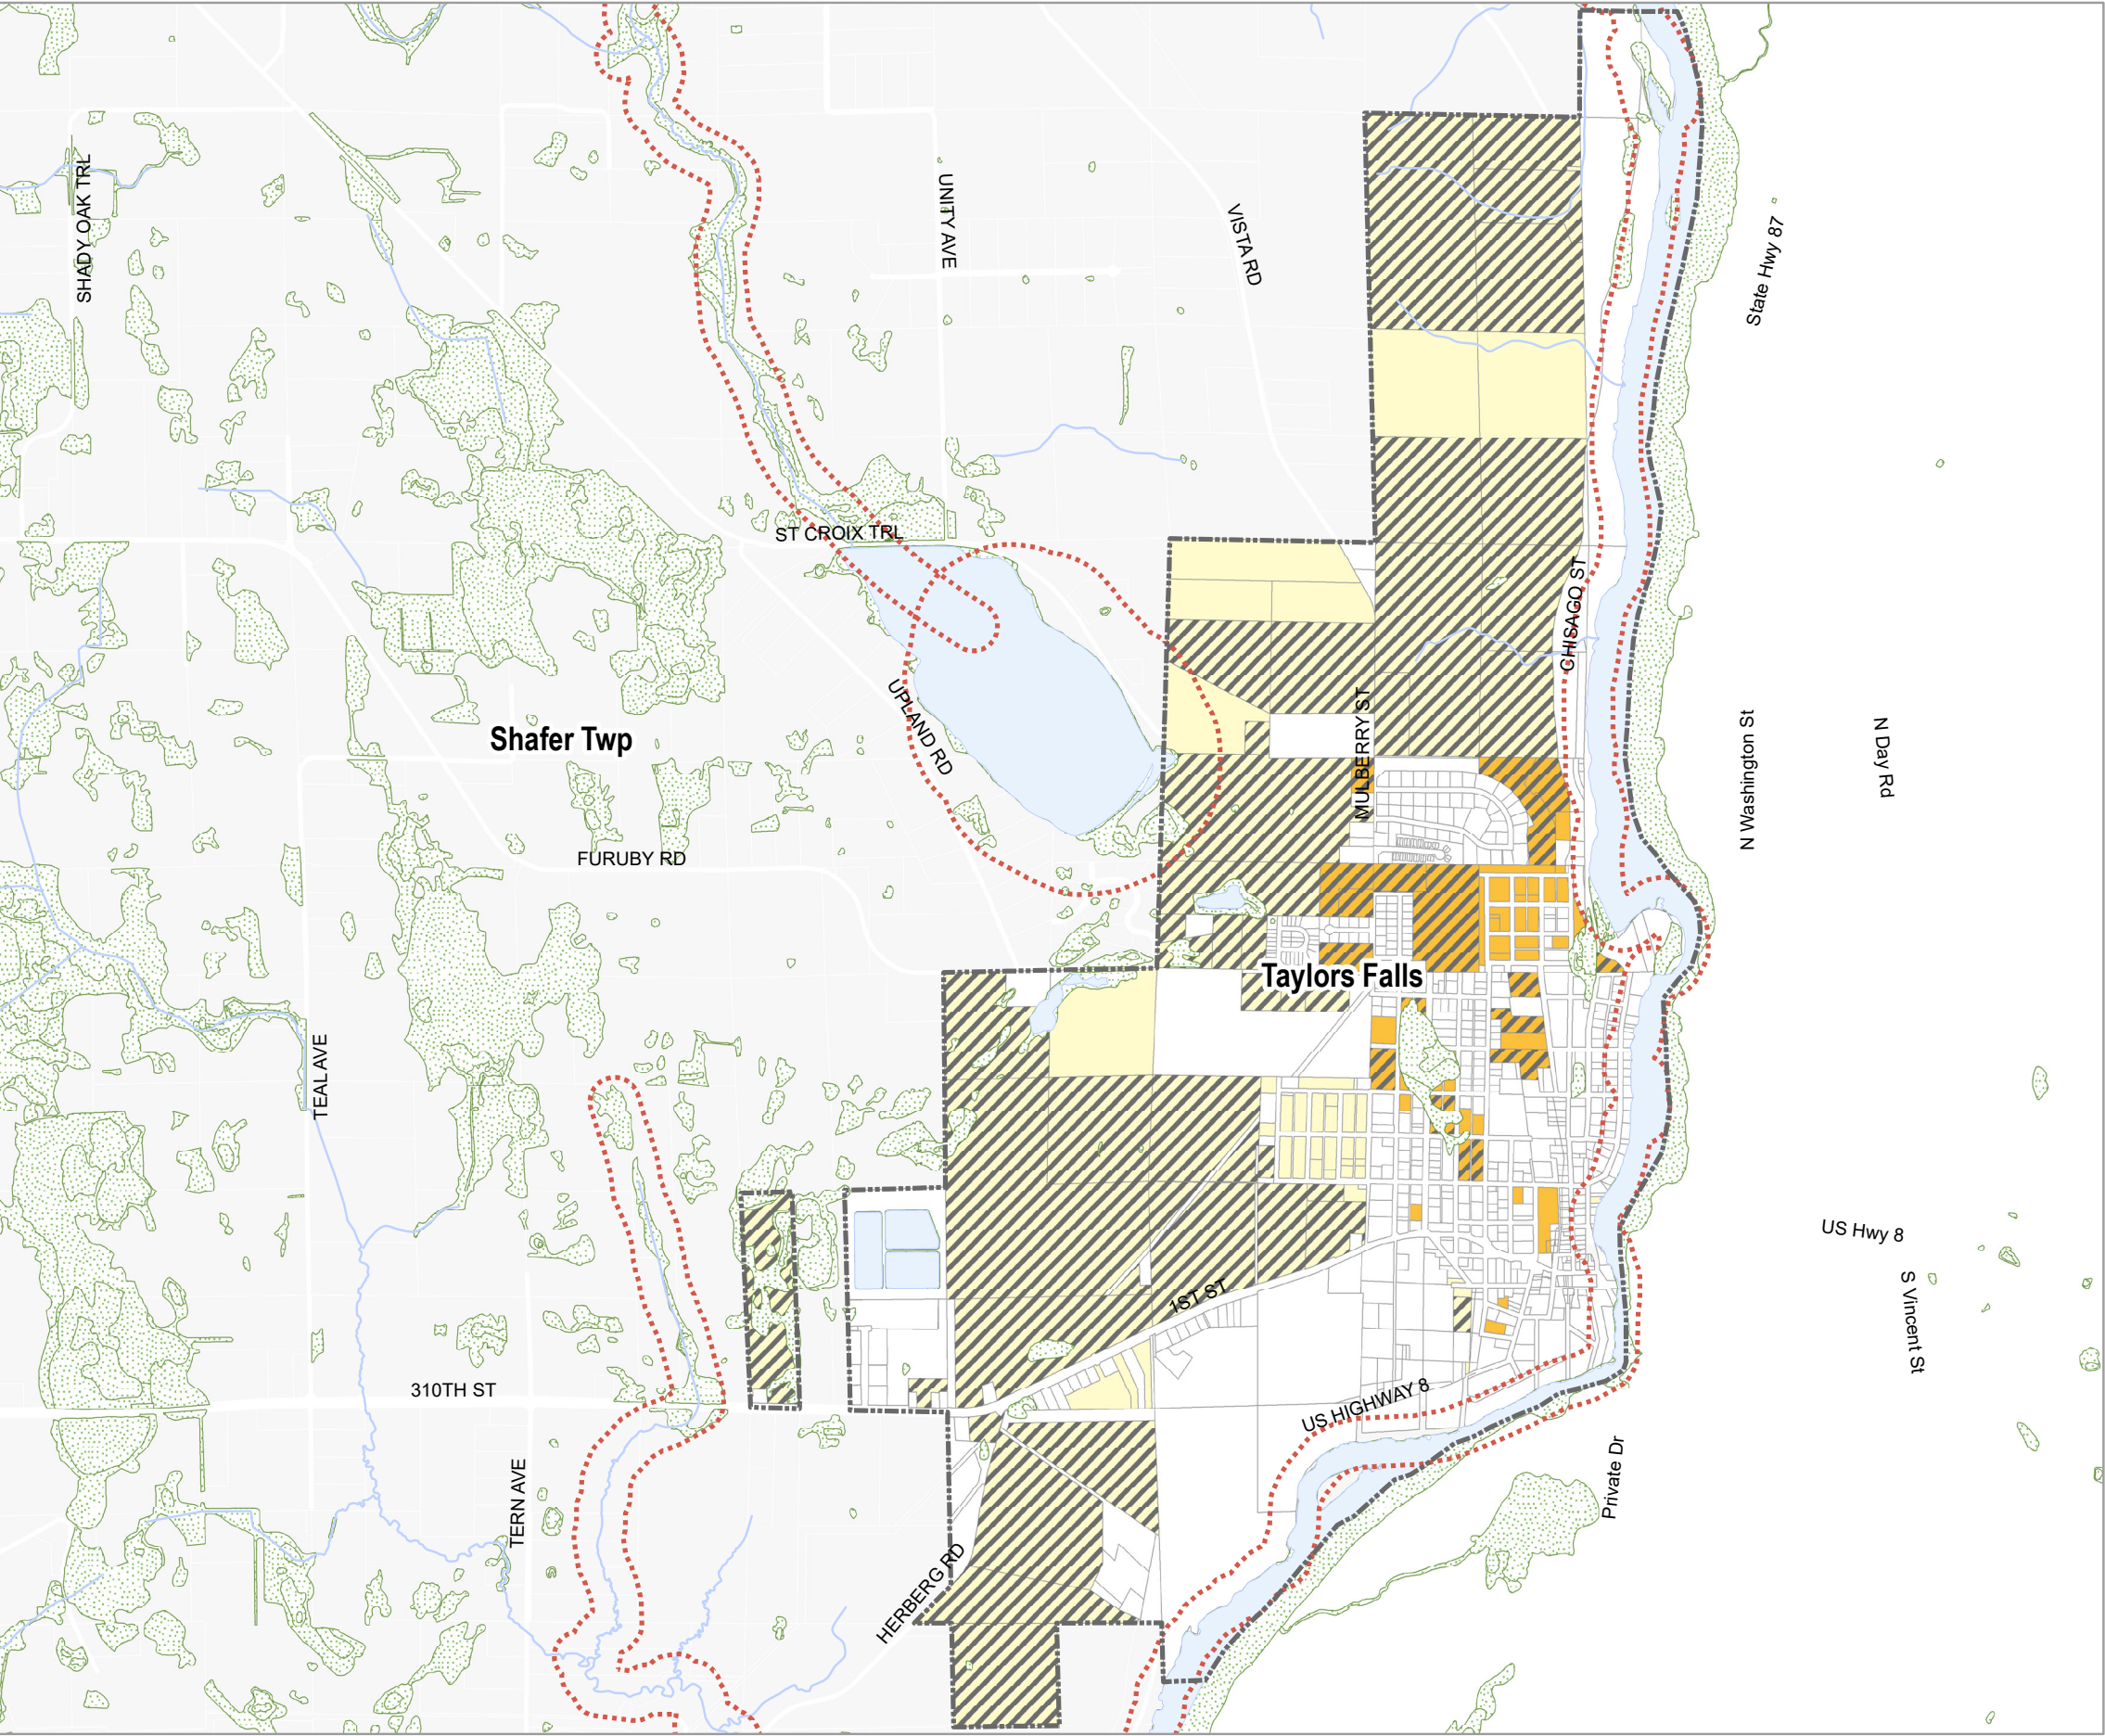 SHADY OAK TRL
UNITY AVE
VISTA RD
State Hwy 87
ST CROIX TRL
CHISAGO ST
UPLAND RD
MULBERRY ST
N Washington St
N Day Rd
Shafer Twp
FURUBY RD
Taylors Falls
TEAL AVE
US Hwy 8
1ST ST
S Vincent St
310TH ST
US HIGHWAY 8
TERN AVE
Private Dr
HERBERG RD